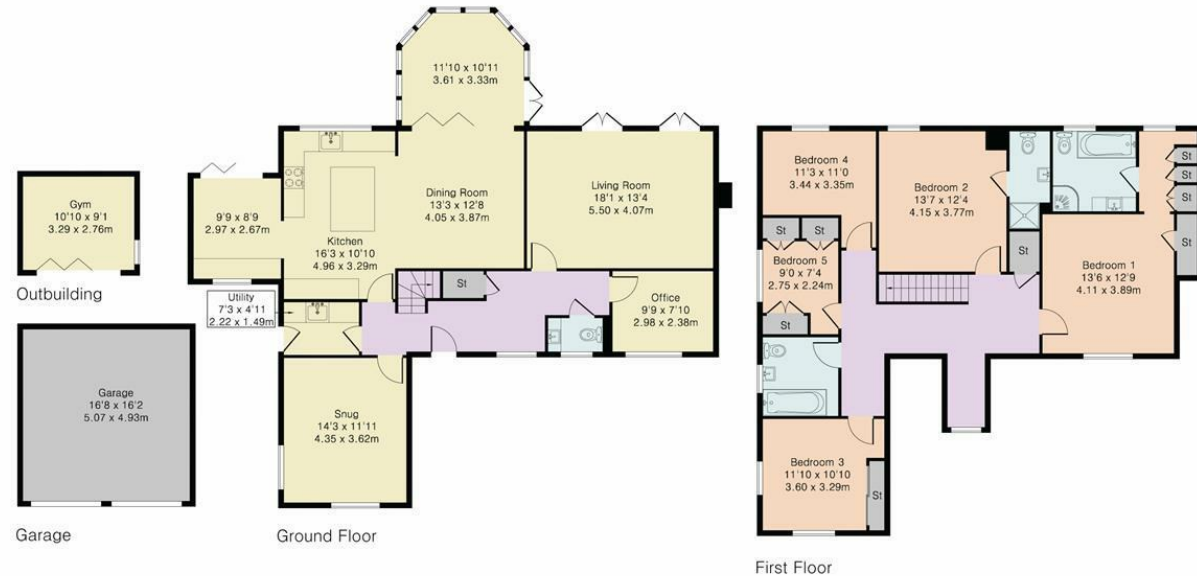 11'10 x 10'11
3.61 x 3.33m
Gym
10'10 x 9'1
3.29 x 2.76m
Outbuilding
9'9 x 8'9
2.97 x 2.67m
Kitchen
16'3 x 10'10
4.96 x 3.29m
Dining Room
13'3 x 12'8
4.05 x 3.87m
Living Room
18'1 x 13'4
5.50 x 4.07m
Utility
7'3 x 4'11
2.22 x 1.49m
St
Office
9'9 x 7'10
2.98 x 2.38m
Garage
16'8 x 16'2
5.07 x 4.93m
Garage
Snug
14'3 x 11'11
4.35 x 3.62m
Ground Floor
Bedroom 4
11'3 x 11'0
3.44 x 3.35m
Bedroom 2
13'7 x 12'4
4.15 x 3.77m
St
St
St
St
St
St
Bedroom 5
9'0 x 7'4
2.75 x 2.24m
St
St
Bedroom 1
13'6 x 12'9
4.11 x 3.89m
Bedroom 3
11'10 x 10'10
3.60 x 3.29m
St
First Floor